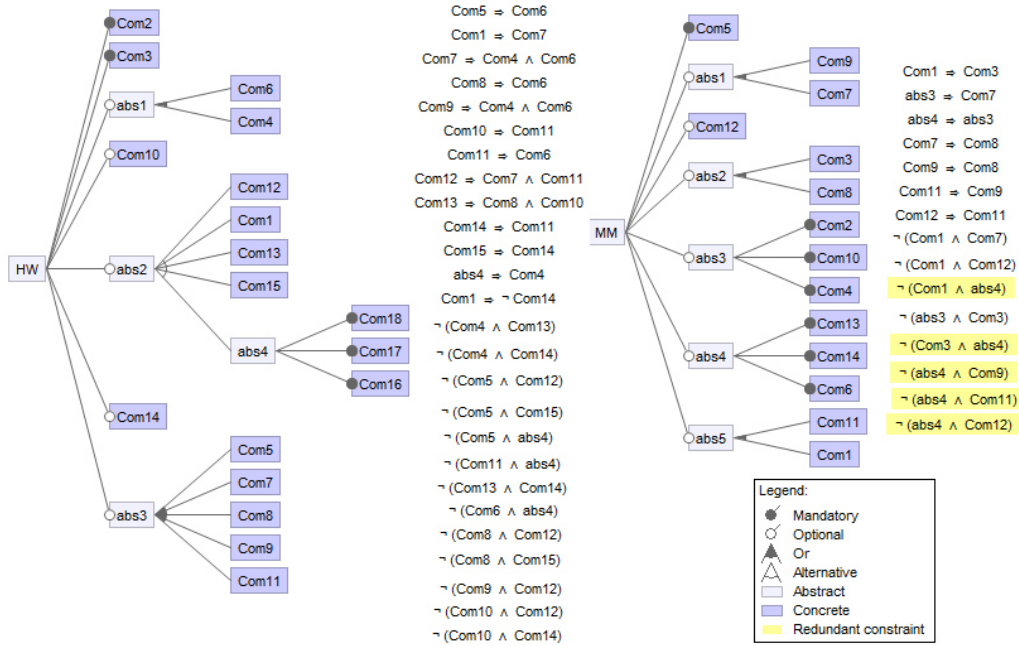 HW
Com2
Com3
abs1
Com6
Com4
Com10
abs2
Com12
Com1
Com13
Com15
abs4
Com18
Com17
Com16
Com14
abs3
Com5
Com7
Com8
Com9
Com11
Com5 ⇒ Com6
Com1 ⇒ Com7
Com7 ⇒ Com4 ∧ Com6
Com8 ⇒ Com6
Com9 ⇒ Com4 ∧ Com6
Com10 ⇒ Com11
Com11 ⇒ Com6
Com12 ⇒ Com7 ∧ Com11
Com13 ⇒ Com8 ∧ Com10
Com14 ⇒ Com11
Com15 ⇒ Com14
abs4 ⇒ Com4
Com1 ⇒ ¬ Com14
¬ (Com4 ∧ Com13)
¬ (Com4 ∧ Com14)
¬ (Com5 ∧ Com12)
¬ (Com5 ∧ Com15)
¬ (Com5 ∧ abs4)
¬ (Com11 ∧ abs4)
¬ (Com13 ∧ Com14)
¬ (Com6 ∧ abs4)
¬ (Com8 ∧ Com12)
¬ (Com8 ∧ Com15)
¬ (Com9 ∧ Com12)
¬ (Com10 ∧ Com12)
¬ (Com10 ∧ Com14)
MM
Com5
abs1
Com9
Com7
Com12
abs2
Com3
Com8
abs3
Com2
Com10
Com4
abs4
Com13
Com14
Com6
abs5
Com11
Com1
Com1 ⇒ Com3
abs3 ⇒ Com7
abs4 ⇒ abs3
Com7 ⇒ Com8
Com9 ⇒ Com8
Com11 ⇒ Com9
Com12 ⇒ Com11
¬ (Com1 ∧ Com7)
¬ (Com1 ∧ Com12)
¬ (Com1 ∧ abs4)
¬ (abs3 ∧ Com3)
¬ (Com3 ∧ abs4)
¬ (abs4 ∧ Com9)
¬ (abs4 ∧ Com11)
¬ (abs4 ∧ Com12)
Legend:
Mandatory
Optional
Or
Alternative
Abstract
Concrete
Redundant constraint